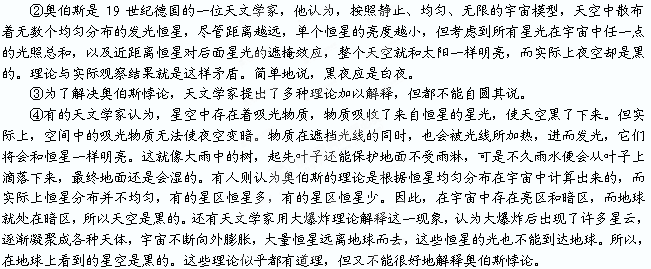 ②奥伯斯是 19 世纪德国的一位天文学家，他认为，按照静止、均匀、无限的宇宙模型，天空中散布
着无数个均匀分布的发光恒星，尽管距离越远，单个恒星的亮度越小，但考虑到所有星光在宇宙中任一点
的光照总和，以及近距离恒星对后面星光的遮掩效应，整个天空就和太阳一样明亮，而实际上夜空却是黑
的。理论与实际观察结果就是这样矛盾。简单地说，黑夜应是白夜。
③为了解决奥伯斯悖论，天文学家提出了多种理论加以解释，但都不能自圆其说。
④有的天文学家认为，星空中存在着吸光物质，物质吸收了来自恒星的星光，使天空黑了下来。但实
际上，空间中的吸光物质无法使夜空变暗。物质在遮挡光线的同时，也会被光线所加热，进而发光，它们
将会和恒星一样明亮。这就像大雨中的树，起先叶子还能保护地面不受雨淋，可是不久雨水便会从叶子上
滴落下来，最终地面还是会湿的。有人则认为奥伯斯的理论是根据恒星均匀分布在宇宙中计算出来的，而
实际上恒星分布并不均匀，有的星区恒星多，有的星区恒星少。因此，在宇宙中存在亮区和暗区，而地球
就处在暗区，所以天空是黑的。还有天文学家用大爆炸理论解释这一现象，认为大爆炸后出现了许多星云，
逐渐凝聚成各种天体，宇宙不断向外膨胀，大量恒星远离地球而去，这些恒星的光也不能到达地球。所以，
在地球上看到的星空是黑的。这些理论似乎都有道理，但又不能很好地解释奥伯斯悖论。